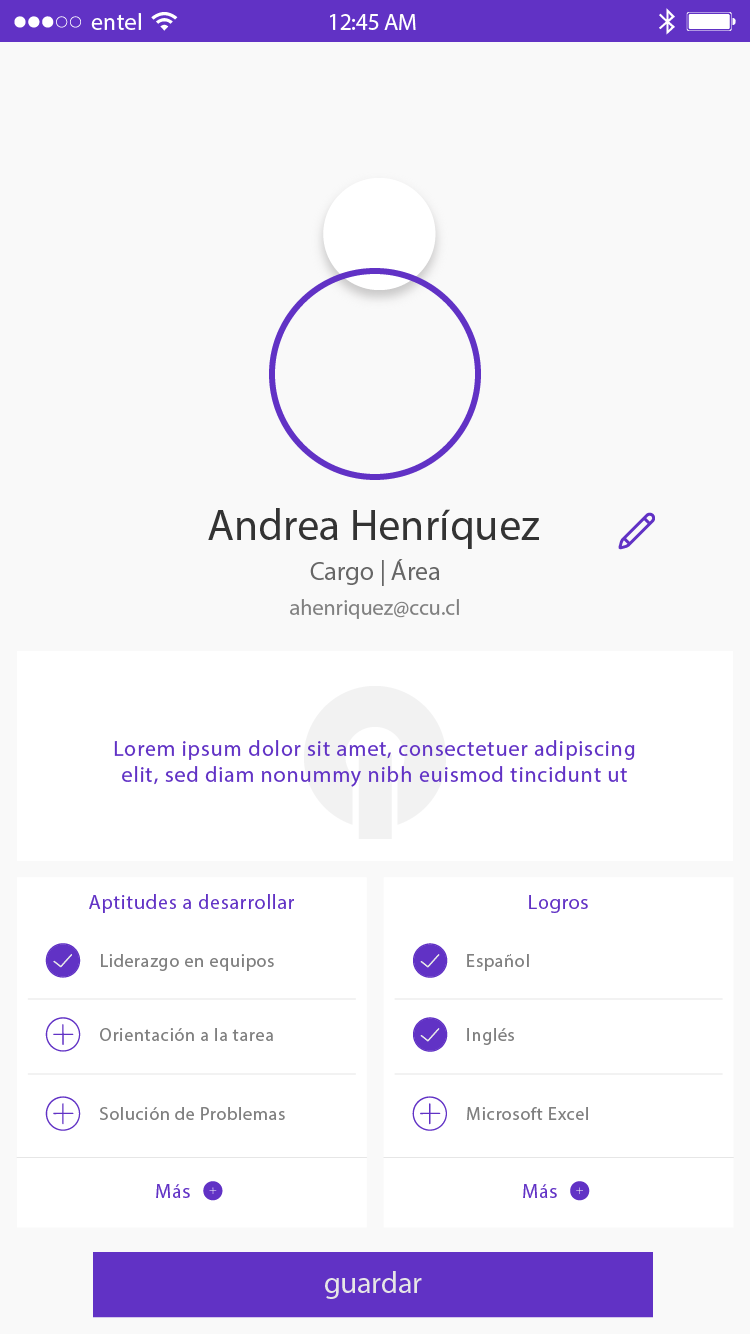 entel 12:45 AM
Andrea Henríquez
Cargo | Área
ahenriquez@ccu.cl
Lorem ipsum dolor sit amet, consectetuer adipiscing
elit, sed diam nonummy nibh euismod tincidunt ut
Aptitudes a desarrollar
Liderazgo en equipos
Orientación a la tarea
Solución de Problemas
Más
Logros
Español
Inglés
Microsoft Excel
Más
guardar